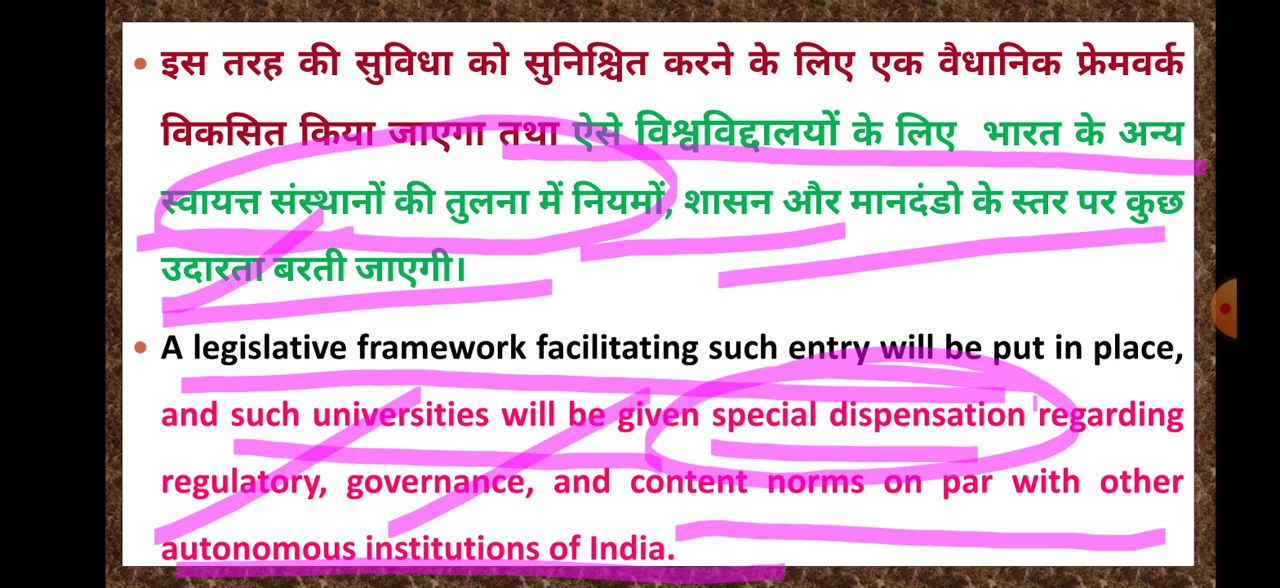 • इस तरह की सुविधा को सुनिश्चित करने के लिए एक वैधानिक फ्रेमवर्क
विकसित किया जाएगा तथा ऐसे विश्वविद्दालयों के लिए भारत के अन्य
स्वायत्त संस्थानों की तुलना में नियमों, शासन और मानदंडो के स्तर पर कुछ
उदारता बरती जाएगी।
• A legislative framework facilitating such entry will be put in place,
and such universities will be given special dispensation regarding
regulatory, governance, and content norms on par with other
autonomous institutions of India.